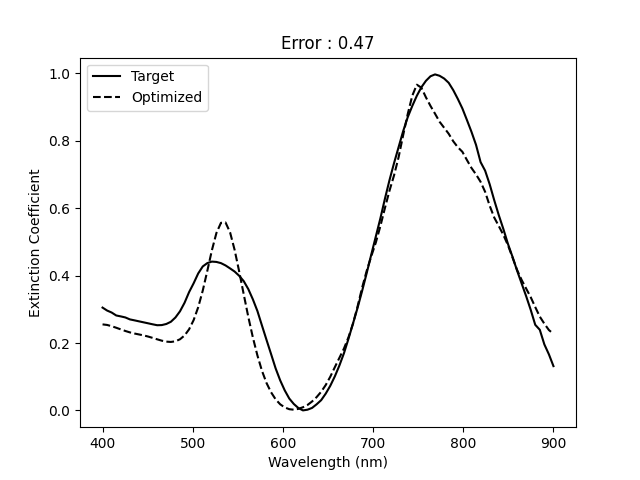 Error : 0.47
Target
Optimized
1.0
0.8
0.6
0.4
0.2
0.0
Extinction Coefficient
400 500 600 700 800 900
Wavelength (nm)